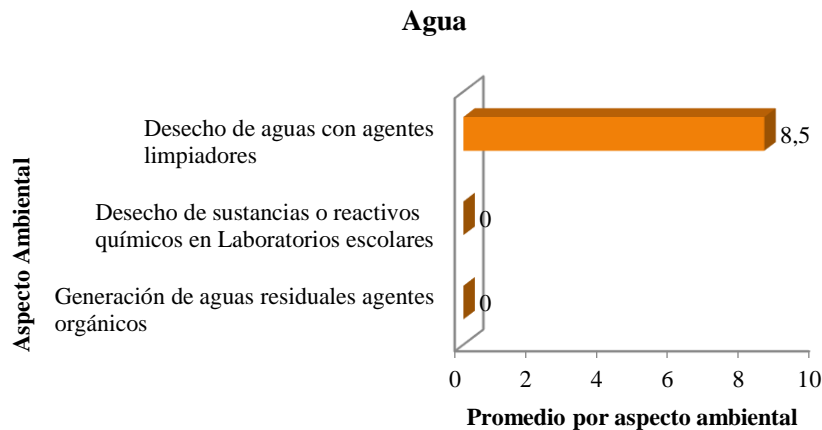 Agua
Aspecto Ambiental
Desecho de aguas con agentes
limpiadores
8,5
Desecho de sustancias o reactivos
químicos en Laboratorios escolares
0
Generación de aguas residuales agentes
orgánicos
0
0 2 4 6 8 10
Promedio por aspecto ambiental